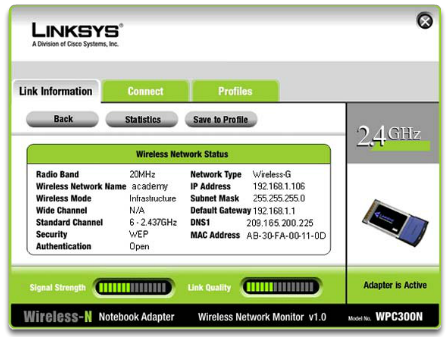 LINKSYS®
A Division of Cisco Systems, Inc.
Link Information Connect Profiles
Back Statistics Save to Profile
2.4GHz
Wireless Network Status
Radio Band 20MHz Network Type Wireless-G
Wireless Network Name academy IP Address 192.168.1.106
Wireless Mode Infrastructure Subnet Mask 255.255.255.0
Wide Channel N/A Default Gateway 192.168.1.1
Standard Channel 6 - 2.437GHz DNS1 209.165.200.225
Security WEP MAC Address AB-30-FA-00-11-0D
Authentication Open
Signal Strength Link Quality Adapter is Active
Wireless-N Notebook Adapter Wireless Network Monitor v1.0 Model No. WPC300N